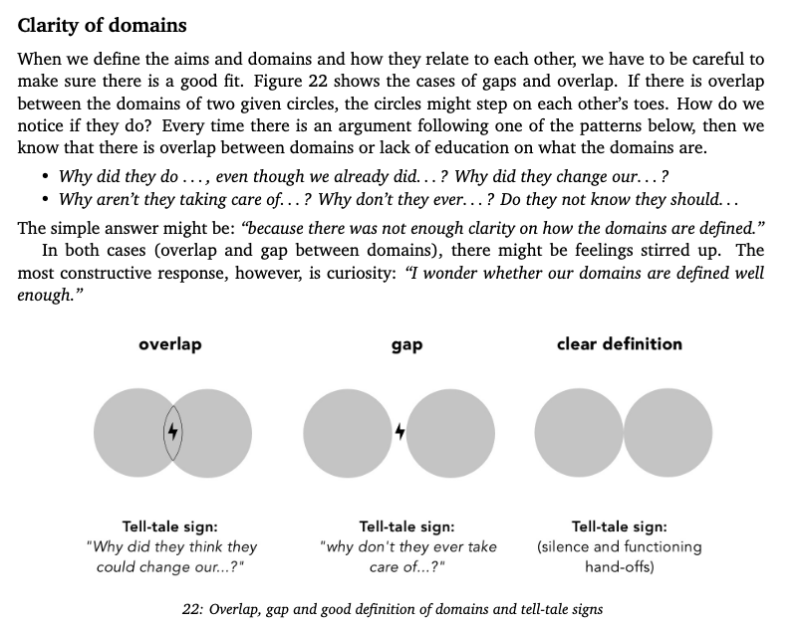 Clarity of domains
When we define the aims and domains and how they relate to each other, we have to be careful to
make sure there is a good fit. Figure 22 shows the cases of gaps and overlap. If there is overlap
between the domains of two given circles, the circles might step on each other's toes. How do we
notice if they do? Every time there is an argument following one of the patterns below, then we
know that there is overlap between domains or lack of education on what the domains are.
• Why did they do ..., even though we already did...? Why did they change our...?
• Why aren't they taking care of...? Why don't they ever...? Do they not know they should...
The simple answer might be: “because there was not enough clarity on how the domains are defined.”
In both cases (overlap and gap between domains), there might be feelings stirred up. The
most constructive response, however, is curiosity: “I wonder whether our domains are defined well
enough.”
overlap gap clear definition
Tell-tale sign: Tell-tale sign: Tell-tale sign:
"Why did they think they "why don't they ever take (silence and functioning
could change our...?" care of...?" hand-offs)
22: Overlap, gap and good definition of domains and tell-tale signs